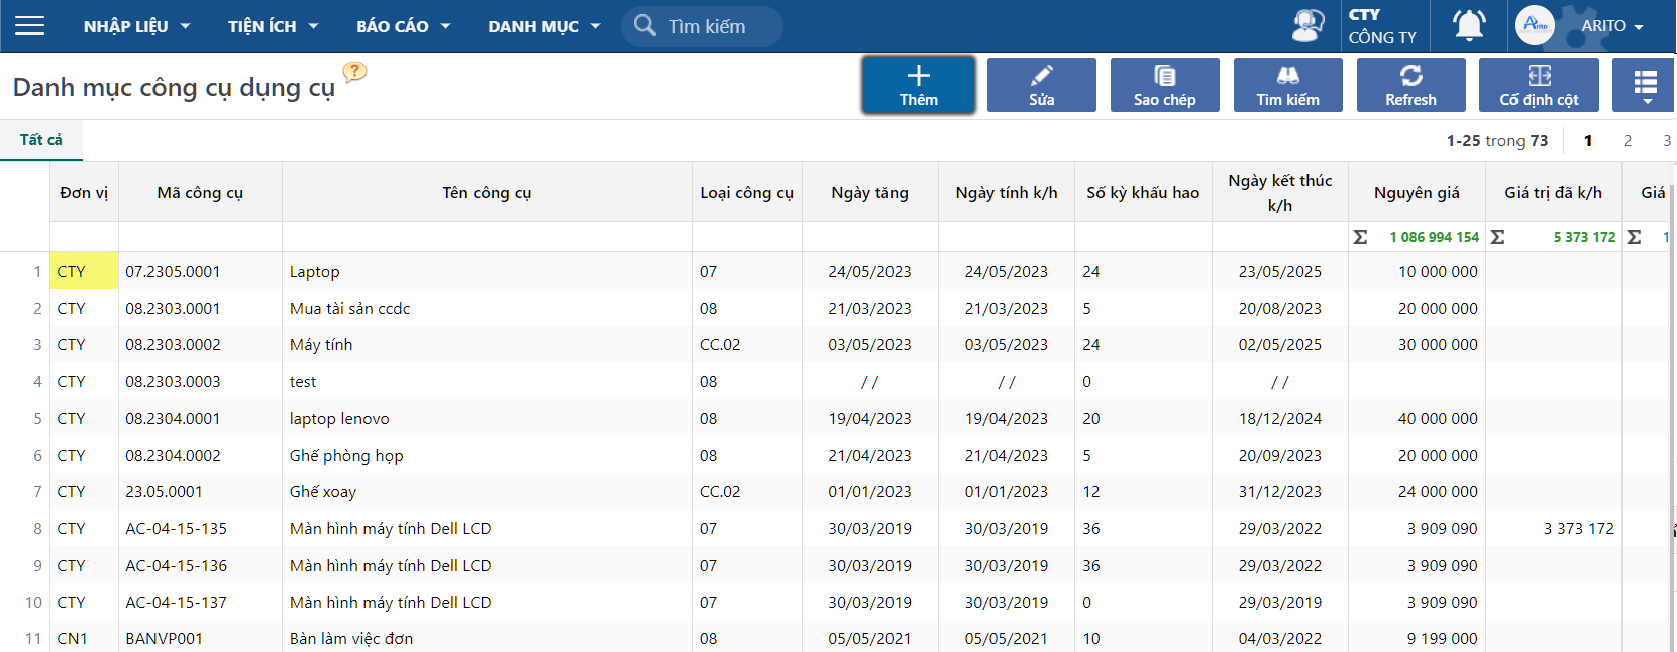 NHẬP LIỆU TIỆN ÍCH BÁO CÁO DANH MỤC Tìm kiếm CTY CÔNG TY Arito ARITO
Danh mục công cụ dụng cụ ? Thêm Sửa Sao chép Tìm kiếm Refresh Cố định cột
Tất cả 1-25 trong 73 1 2 3
Đơn vị Mã công cụ Tên công cụ Loại công cụ Ngày tăng Ngày tính k/h Số kỳ khấu hao Ngày kết thúc k/h Nguyên giá Giá trị đã k/h Giá
Σ 1 086 994 154 Σ 5 373 172 Σ 1
1 CTY 07.2305.0001 Laptop 07 24/05/2023 24/05/2023 24 23/05/2025 10 000 000
2 CTY 08.2303.0001 Mua tài sản ccdc 08 21/03/2023 21/03/2023 5 20/08/2023 20 000 000
3 CTY 08.2303.0002 Máy tính CC.02 03/05/2023 03/05/2023 24 02/05/2025 30 000 000
4 CTY 08.2303.0003 test 08 / / / / 0 / /
5 CTY 08.2304.0001 laptop lenovo 08 19/04/2023 19/04/2023 20 18/12/2024 40 000 000
6 CTY 08.2304.0002 Ghế phòng họp 08 21/04/2023 21/04/2023 5 20/09/2023 20 000 000
7 CTY 23.05.0001 Ghế xoay CC.02 01/01/2023 01/01/2023 12 31/12/2023 24 000 000
8 CTY AC-04-15-135 Màn hình máy tính Dell LCD 07 30/03/2019 30/03/2019 36 29/03/2022 3 909 090 3 373 172
9 CTY AC-04-15-136 Màn hình máy tính Dell LCD 07 30/03/2019 30/03/2019 36 29/03/2022 3 909 090
10 CTY AC-04-15-137 Màn hình máy tính Dell LCD 07 30/03/2019 30/03/2019 0 29/03/2019 3 909 090
11 CN1 BANVP001 Bàn làm việc đơn 08 05/05/2021 05/05/2021 10 04/03/2022 9 199 000